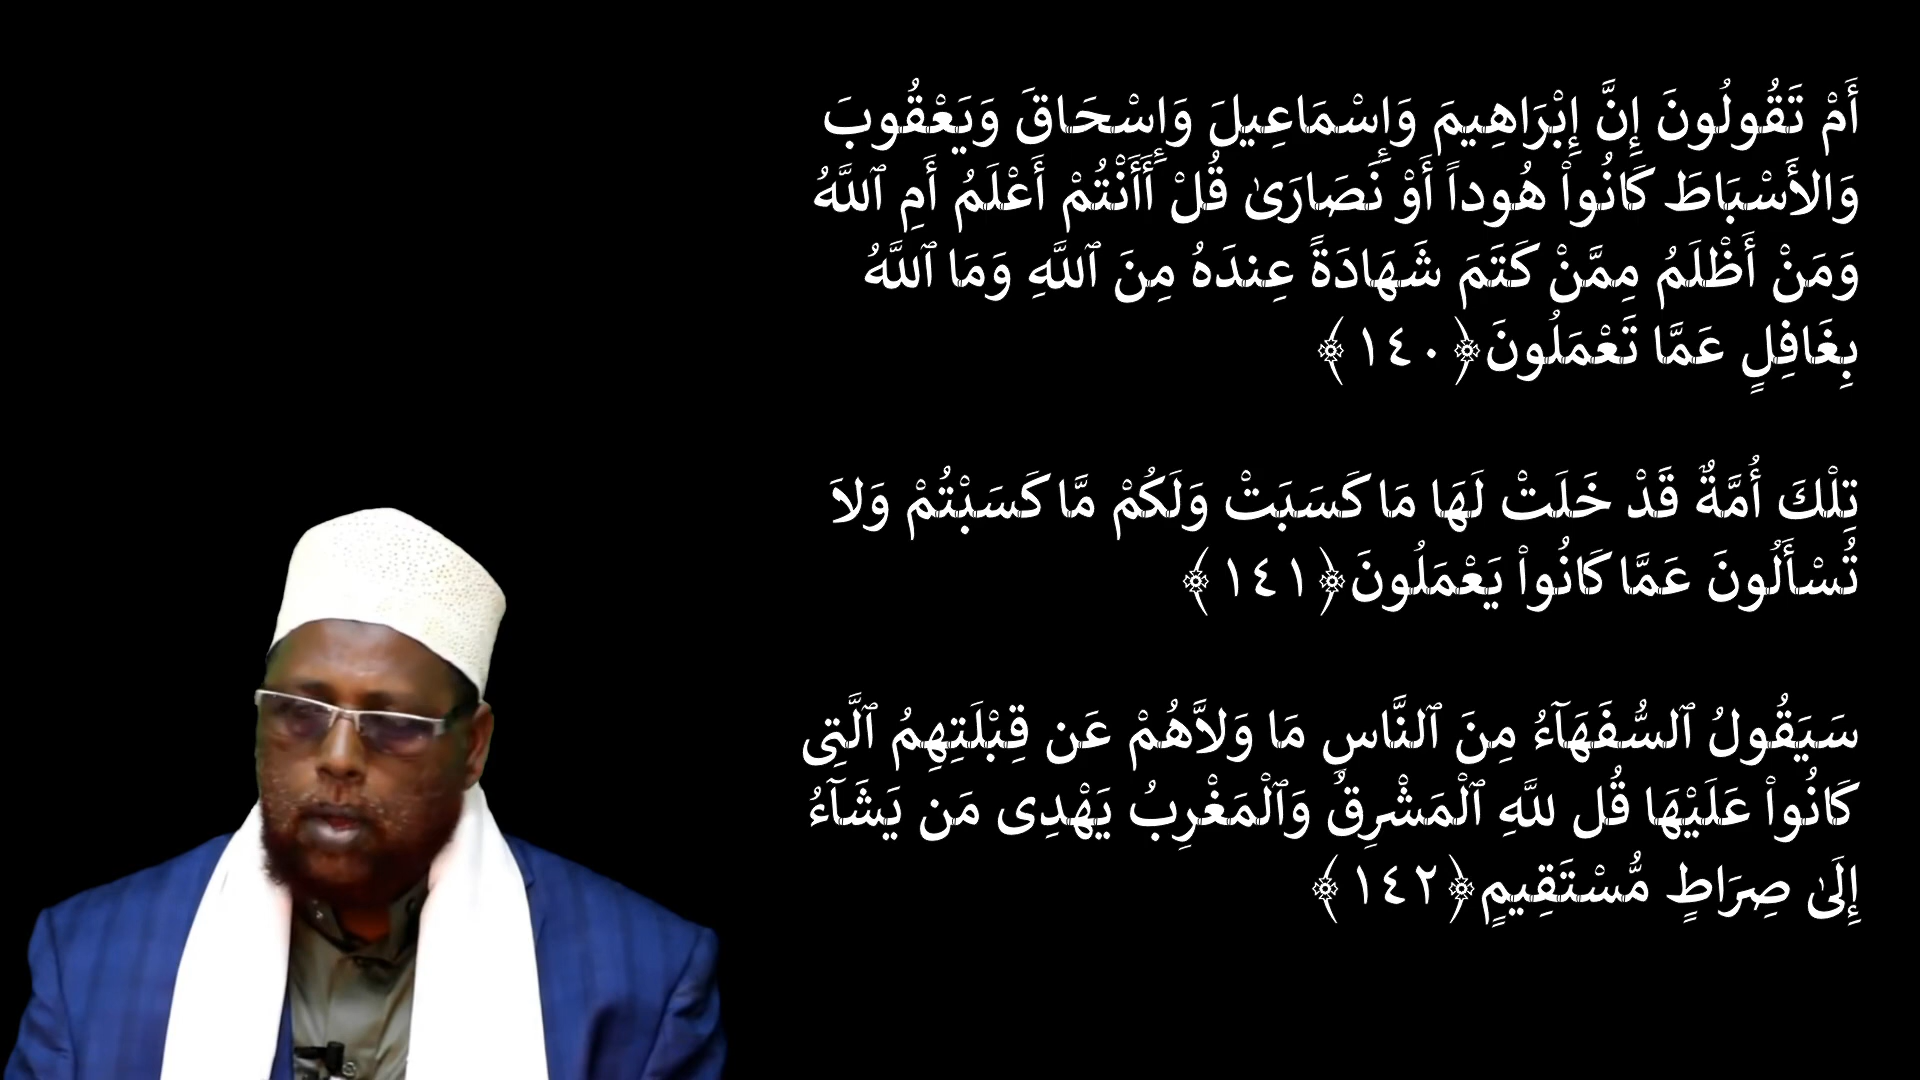 أَمْ تَقُولُونَ إِنَّ إِبْرَاهِيمَ وَإِسْمَاعِيلَ وَإِسْحَاقَ وَيَعْقُوبَ
وَالأَسْبَاطَ كَانُواْ هُوداً أَوْ نَصَارَىٰ قُلْ أَأَنْتُمْ أَعْلَمُ أَمِ ٱللَّهُ
وَمَنْ أَظْلَمُ مِمَّنْ كَتَمَ شَهَادَةً عِندَهُ مِنَ ٱللَّهِ وَمَا ٱللَّهُ
بِغَافِلٍ عَمَّا تَعْمَلُونَ﴿١٤٠﴾
تِلْكَ أُمَّةٌ قَدْ خَلَتْ لَهَا مَا كَسَبَتْ وَلَكُمْ مَّا كَسَبْتُمْ وَلاَ
تُسْأَلُونَ عَمَّا كَانُواْ يَعْمَلُونَ﴿١٤١﴾
سَيَقُولُ ٱلسُّفَهَآءُ مِنَ ٱلنَّاسِ مَا وَلاَّهُمْ عَن قِبْلَتِهِمُ ٱلَّتِى
كَانُواْ عَلَيْهَا قُل للَّهِ ٱلْمَشْرِقُ وَٱلْمَغْرِبُ يَهْدِى مَن يَشَآءُ
إِلَىٰ صِرَاطٍ مُّسْتَقِيمٍ﴿١٤٢﴾